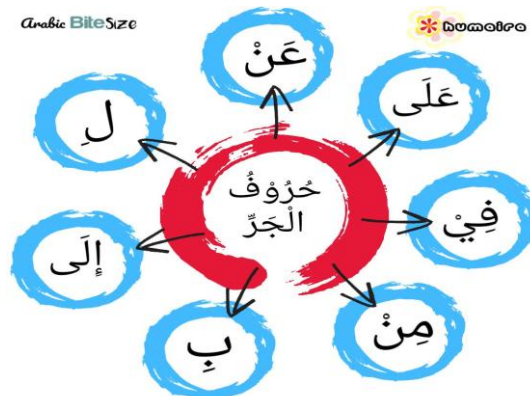 Arabic BiteSize
humaira
عَنْ
عَلَى
لِ
حُرُوْفُ
الْجَرِّ
فِيْ
إِلَى
مِنْ
بِ